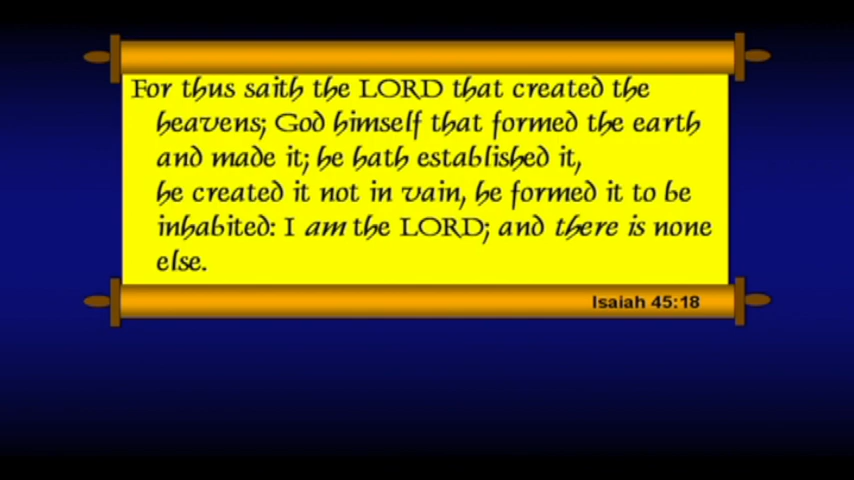 For thus saith the LORD that created the
heavens; God himself that formed the earth
and made it; he hath established it,
he created it not in vain, he formed it to be
inhabited: I am the LORD; and there is none
else.
Isaiah 45:18